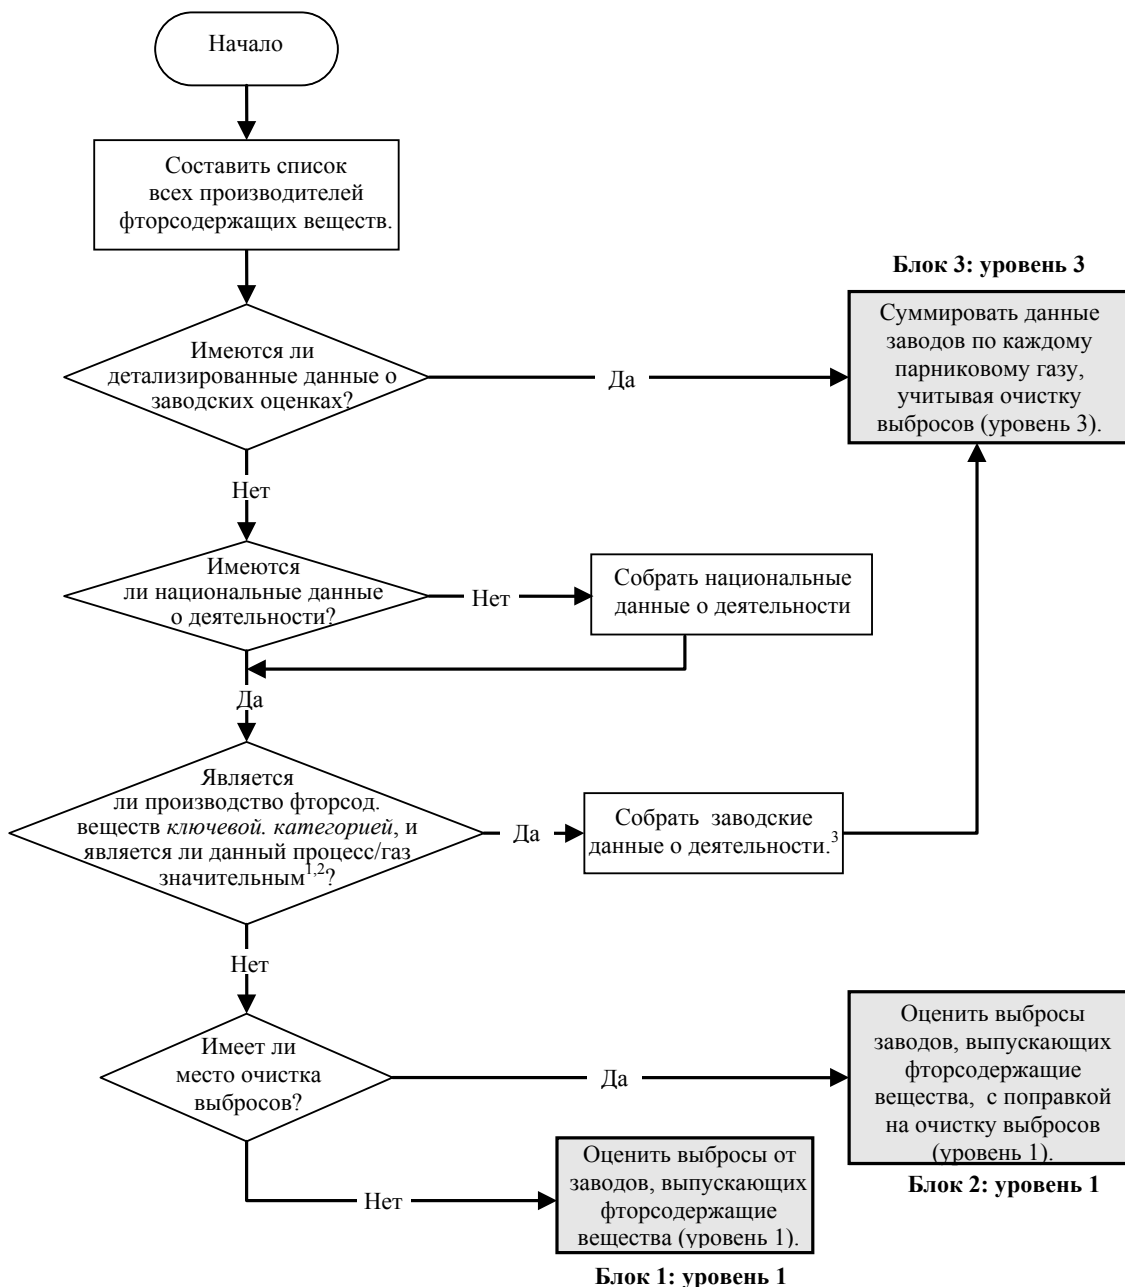 Начало
Составить список
всех производителей
фторсодержащих веществ.
Блок 3: уровень 3
Суммировать данные
заводов по каждому
парниковому газу,
учитывая очистку
выбросов (уровень 3).
Имеются ли
детализированные данные о
заводских оценках?
Да
Нет
Имеются
ли национальные данные
о деятельности?
Нет
Собрать национальные
данные о деятельности
Да
Является
ли производство фторсод.
веществ ключевой. категорией, и
является ли данный процесс/газ
значительным1,2?
Да
Собрать заводские
данные о деятельности.3
Нет
Имеет ли
место очистка
выбросов?
Да
Оценить выбросы
заводов, выпускающих
фторсодержащие
вещества, с поправкой
на очистку выбросов
(уровень 1).
Блок 2: уровень 1
Нет
Оценить выбросы от
заводов, выпускающих
фторсодержащие
вещества (уровень 1).
Блок 1: уровень 1